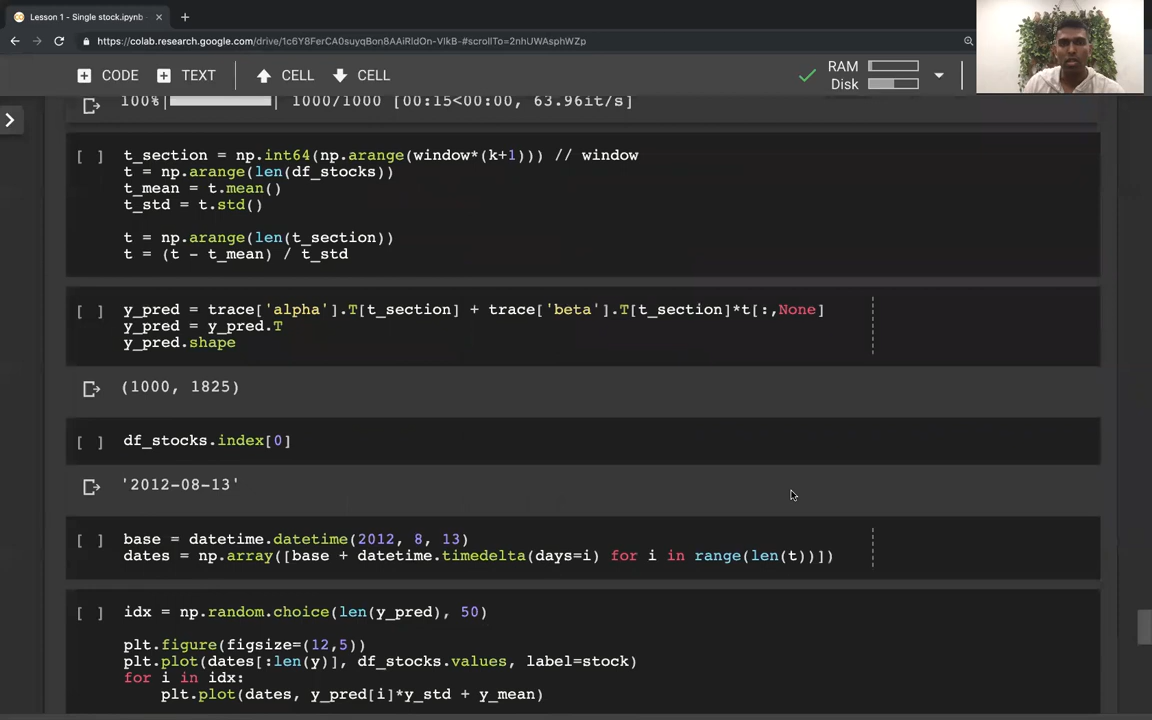 Lesson 1 - Single stock.ipynb
https://colab.research.google.com/drive/1c6Y8FerCA0suyqBon8AAiRldOn-VlkB-#scrollTo=2nhUWAsphWZp
CODE TEXT CELL CELL RAM
Disk
100%| | 1000/1000 [00:15<00:00, 63.96it/s]
[ ] t_section = np.int64(np.arange(window*(k+1))) // window
t = np.arange(len(df_stocks))
t_mean = t.mean()
t_std = t.std()
t = np.arange(len(t_section))
t = (t - t_mean) / t_std
[ ] y_pred = trace['alpha'].T[t_section] + trace['beta'].T[t_section]*t[:,None]
y_pred = y_pred.T
y_pred.shape
(1000, 1825)
[ ] df_stocks.index[0]
'2012-08-13'
[ ] base = datetime.datetime(2012, 8, 13)
dates = np.array([base + datetime.timedelta(days=i) for i in range(len(t))])
[ ] idx = np.random.choice(len(y_pred), 50)
plt.figure(figsize=(12,5))
plt.plot(dates[:len(y)], df_stocks.values, label=stock)
for i in idx:
plt.plot(dates, y_pred[i]*y_std + y_mean)